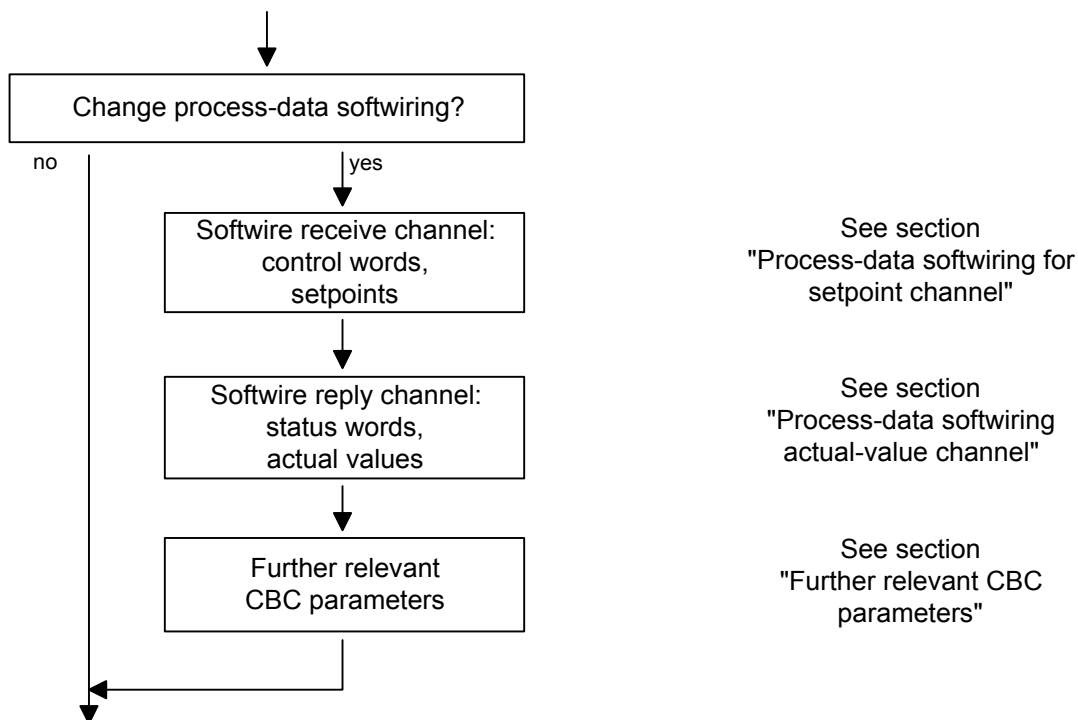 Change process-data softwiring?
no
yes
Softwire receive channel:
control words,
setpoints
See section
"Process-data softwiring for
setpoint channel"
Softwire reply channel:
status words,
actual values
See section
"Process-data softwiring
actual-value channel"
Further relevant
CBC parameters
See section
"Further relevant CBC
parameters"